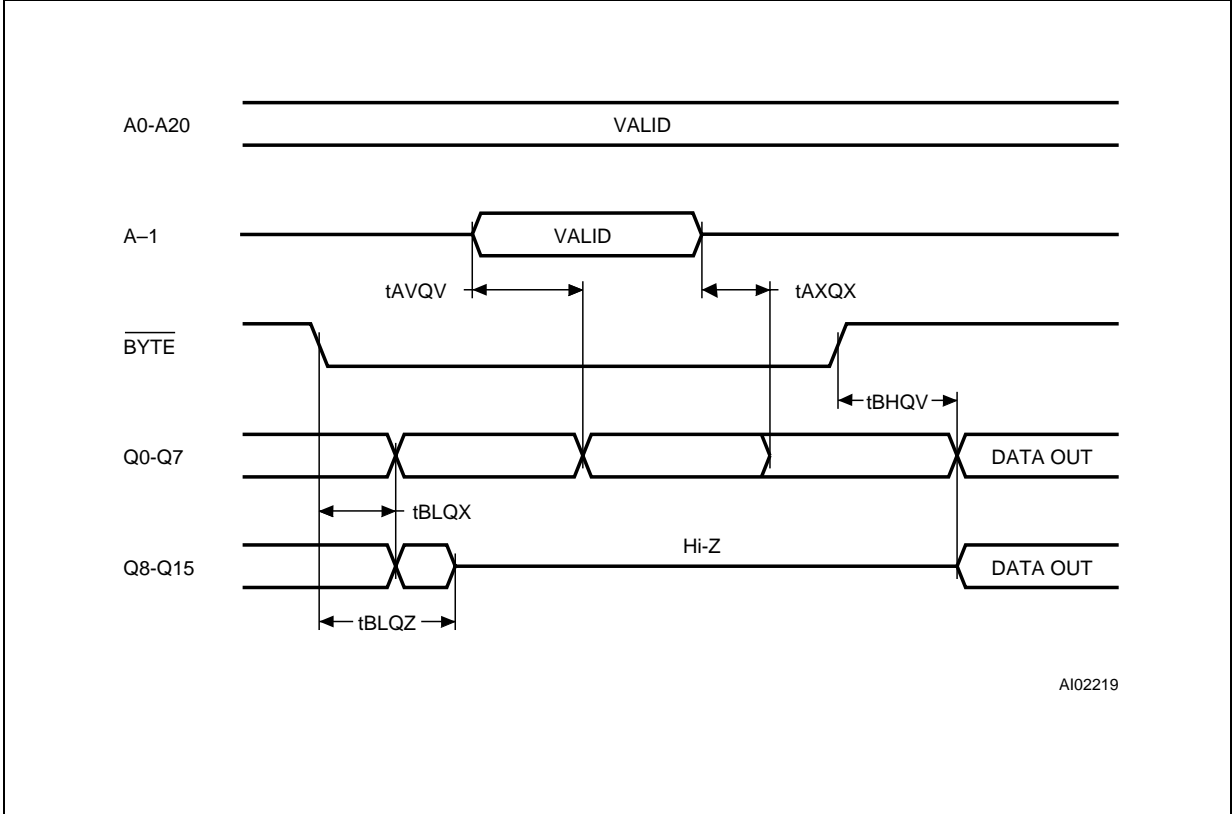 A0-A20 VALID
A–1 VALID
tAVQV tAXQX
BYTE
tBHQV
Q0-Q7 DATA OUT
tBLQX
Hi-Z
Q8-Q15 DATA OUT
tBLQZ
AI02219